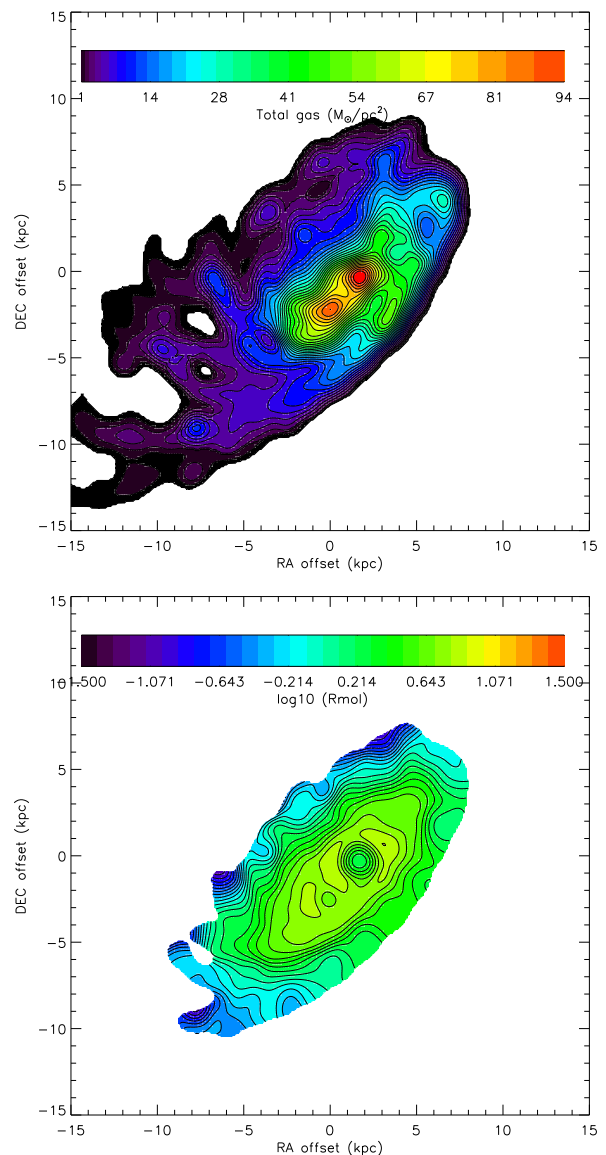 15
1 14 28 41 54 67 81 94
10
Total gas (M☉/pc²)
5
0
DEC offset (kpc)
−5
−10
−15
−15 −10 −5 0 5 10 15
RA offset (kpc)
15
−1.500 −1.071 −0.643 −0.214 0.214 0.643 1.071 1.500
10
log10 (Rmol)
5
DEC offset (kpc)
0
−5
−10
−15
−15 −10 −5 0 5 10 15
RA offset (kpc)